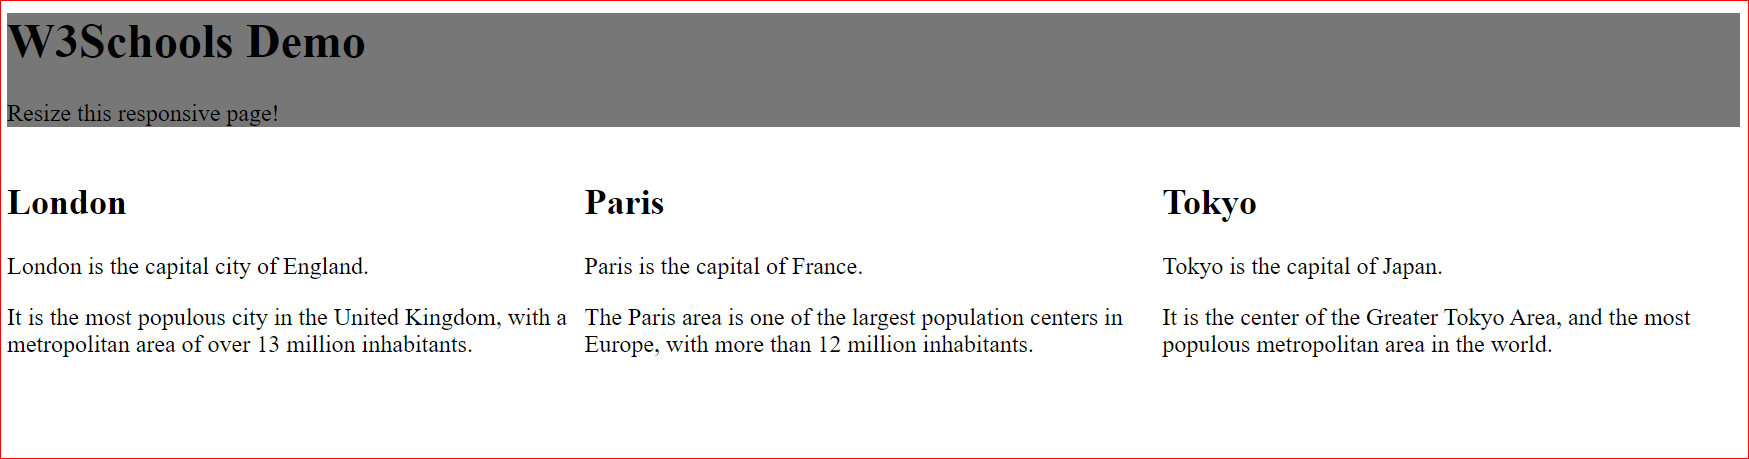 W3Schools Demo
Resize this responsive page!
London
London is the capital city of England.
It is the most populous city in the United Kingdom, with a
metropolitan area of over 13 million inhabitants.
Paris
Paris is the capital of France.
The Paris area is one of the largest population centers in
Europe, with more than 12 million inhabitants.
Tokyo
Tokyo is the capital of Japan.
It is the center of the Greater Tokyo Area, and the most
populous metropolitan area in the world.